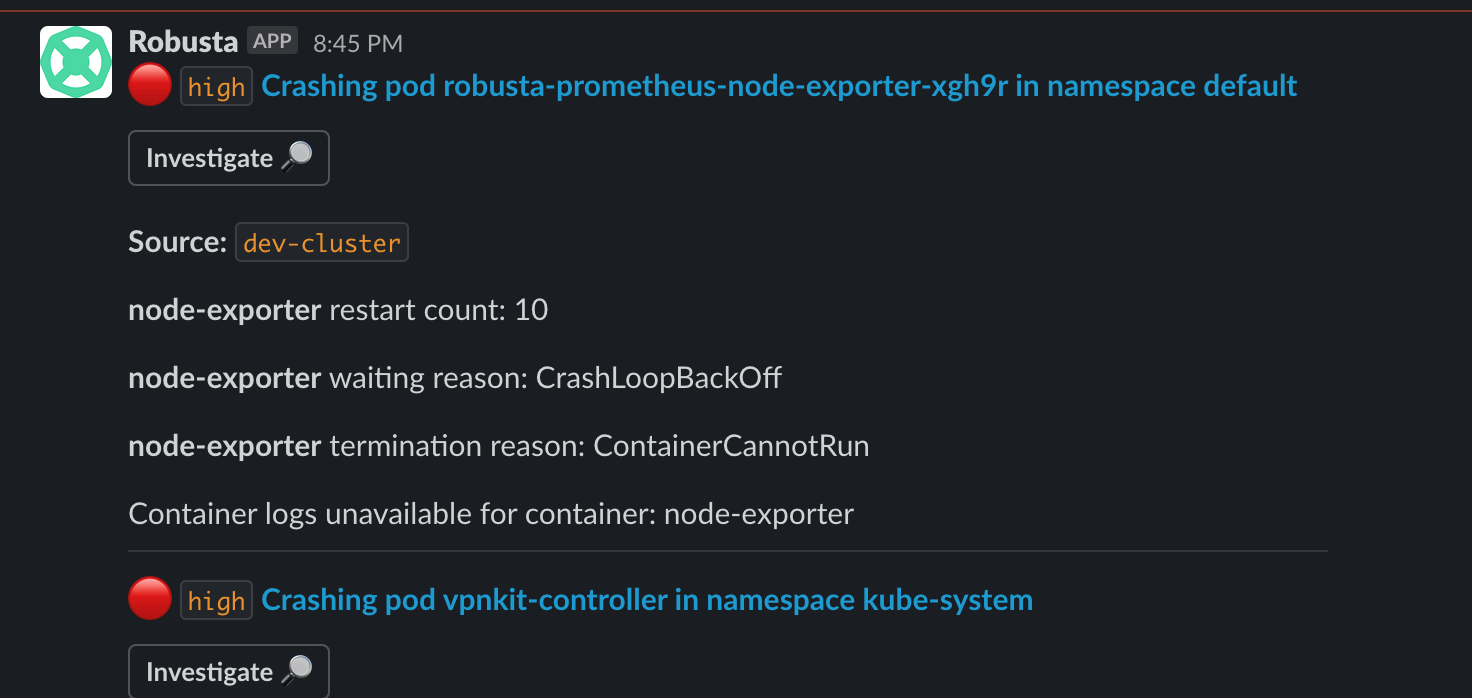 Robusta APP 8:45 PM
high Crashing pod robusta-prometheus-node-exporter-xgh9r in namespace default
Investigate
Source: dev-cluster
node-exporter restart count: 10
node-exporter waiting reason: CrashLoopBackOff
node-exporter termination reason: ContainerCannotRun
Container logs unavailable for container: node-exporter
high Crashing pod vpnkit-controller in namespace kube-system
Investigate